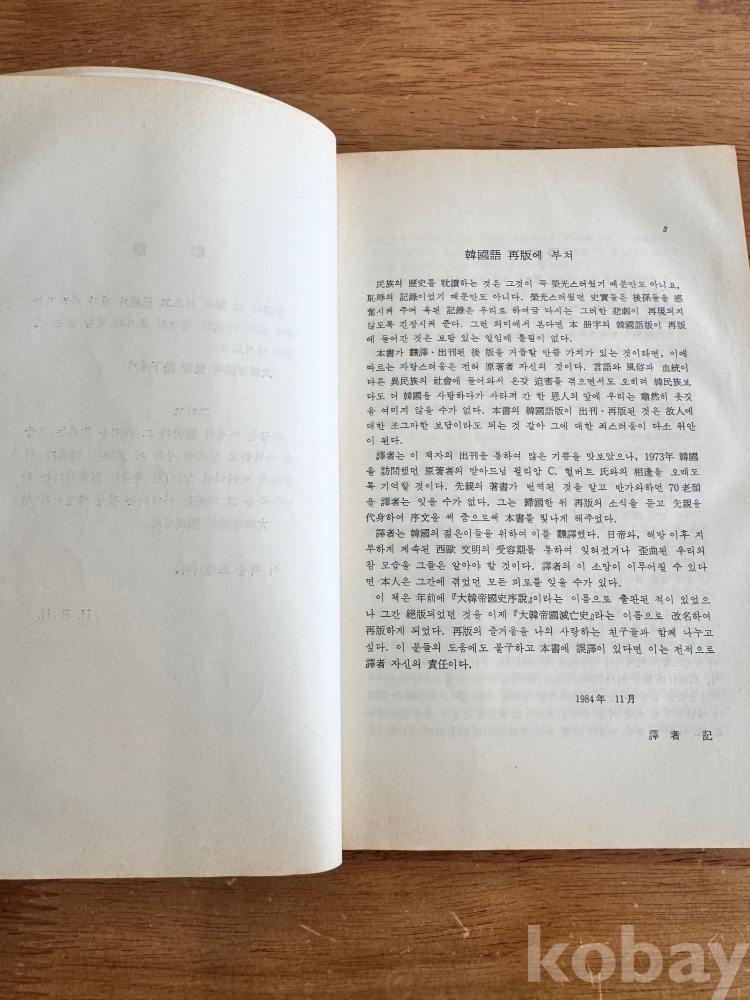 3
韓國語 再版에 부쳐
民族의 歷史를 耽讀하는 것은 그것이 꼭 榮光스러웠기 때문만도 아니요,
恥辱의 記錄이었기 때문만도 아니다. 榮光스러웠던 史實들은 後孫들을 感
奮시켜 주며 욕된 記錄은 우리로 하여금 다시는 그러한 悲劇이 再現되지
않도록 긴장시켜 준다. 그런 의미에서 본다면 本 册字의 韓國語版이 再版
에 들어간 것은 보람 있는 일임에 틀림이 없다.
本書가 飜譯·出刊된 後 版을 거듭할 만큼 가치가 있는 것이라면, 이에
따르는 자랑스러움은 전혀 原著者 자신의 것이다. 言語와 風俗과 血統이
다른 異民族의 社會에 들어와서 온갖 迫害를 겪으면서도 오히려 韓民族보
다도 더 韓國을 사랑하다가 사라져 간 한 恩人의 앞에 우리는 肅然히 옷깃
을 여미지 않을 수가 없다. 本書의 韓國語版이 出刊·再版된 것은 故人에
대한 조그마한 보답이라도 되는 것 같아 그에 대한 죄스러움이 다소 위안
이 된다.
譯者는 이 책자의 出刊을 通하여 많은 기쁨을 맛보았으나, 1973年 韓國
을 訪問했던 原著者의 맏아드님 윌리암 C. 헐버트 氏와의 相逢을 오래도
록 기억할 것이다. 先親의 著書가 번역된 것을 알고 반가와하던 70 老顔
을 譯者는 잊을 수가 없다. 그는 歸國한 뒤 再版의 소식을 듣고 先親을
代身하여 序文을 써 줌으로써 本書를 빛나게 해주었다.
譯者는 韓國의 젊은이들을 위하여 이를 飜譯했다. 日帝와, 해방 이후 지
루하게 계속된 西歐 文明의 受容期를 통하여 잊혀졌거나 歪曲된 우리의
참 모습을 그들은 알아야 할 것이다. 譯者의 이 소망이 이루어질 수 있다
면 本人은 그간에 겪었던 모든 피로를 잊을 수가 있다.
이 책은 年前에 『大韓帝國史序說』이라는 이름으로 출판된 적이 있었으
나 그간 絕版되었던 것을 이제 『大韓帝國滅亡史』라는 이름으로 改名하여
再版하게 되었다. 再版의 즐거움을 나의 사랑하는 친구들과 함께 나누고
싶다. 이 분들의 도움에도 불구하고 本書에 誤譯이 있다면 이는 전적으로
譯者 자신의 責任이다.
1984年 11月
譯者 記
kobay